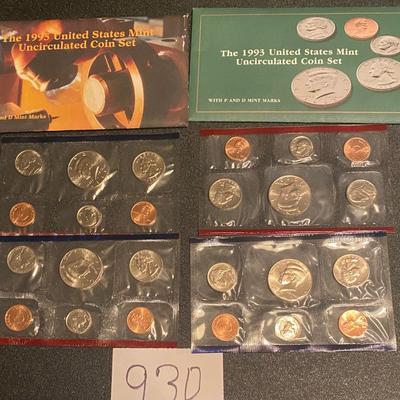 The 1993 United States Mint
Uncirculated Coin Set
P and D Mint Marks
The 1993 United States Mint
Uncirculated Coin Set
WITH P AND D MINT MARKS
930